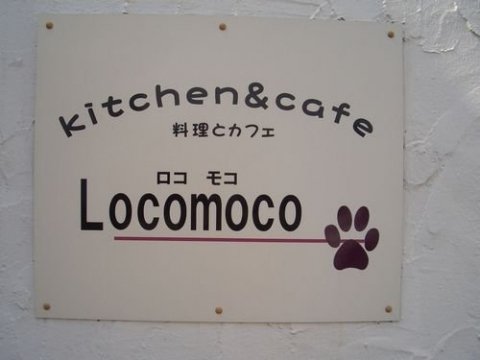 kitchen&cafe
料理とカフェ
ロコ モコ
Locomoco